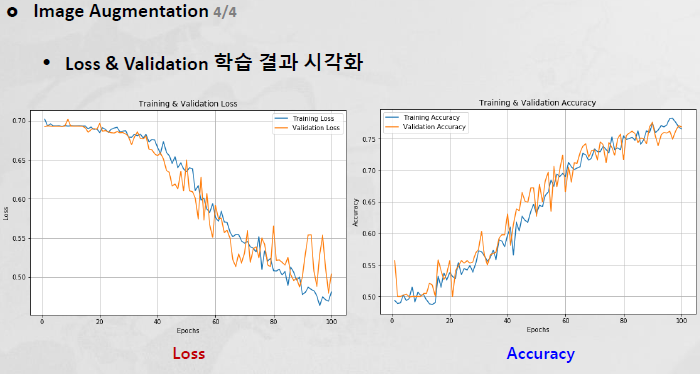 Image Augmentation 4/4
• Loss & Validation 학습 결과 시각화
Training & Validation Loss
Training Loss
Validation Loss
0.70
0.65
0.60
0.55
0.50
Loss
0 20 40 60 80 100
Epochs
Loss
Training & Validation Accuracy
Training Accuracy
Validation Accuracy
0.75
0.70
0.65
0.60
0.55
0.50
Accuracy
0 20 40 60 80 100
Epochs
Accuracy